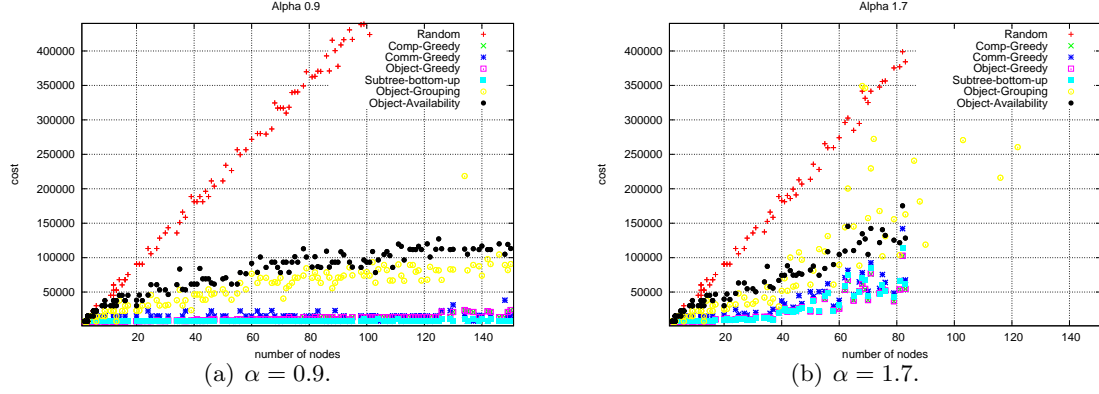 Alpha 0.9
400000
350000
300000
250000
200000
150000
100000
50000
cost
20 40 60 80 100 120 140
number of nodes
Random
Comp-Greedy
Comm-Greedy
Object-Greedy
Subtree-bottom-up
Object-Grouping
Object-Availability
(a) α = 0.9.
Alpha 1.7
400000
350000
300000
250000
200000
150000
100000
50000
cost
20 40 60 80 100 120 140
number of nodes
Random
Comp-Greedy
Comm-Greedy
Object-Greedy
Subtree-bottom-up
Object-Grouping
Object-Availability
(b) α = 1.7.